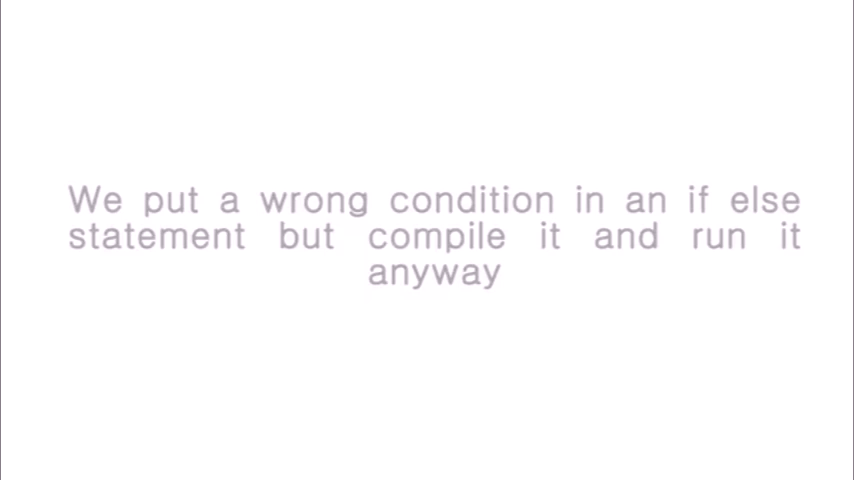 We put a wrong condition in an if else
statement but compile it and run it
anyway